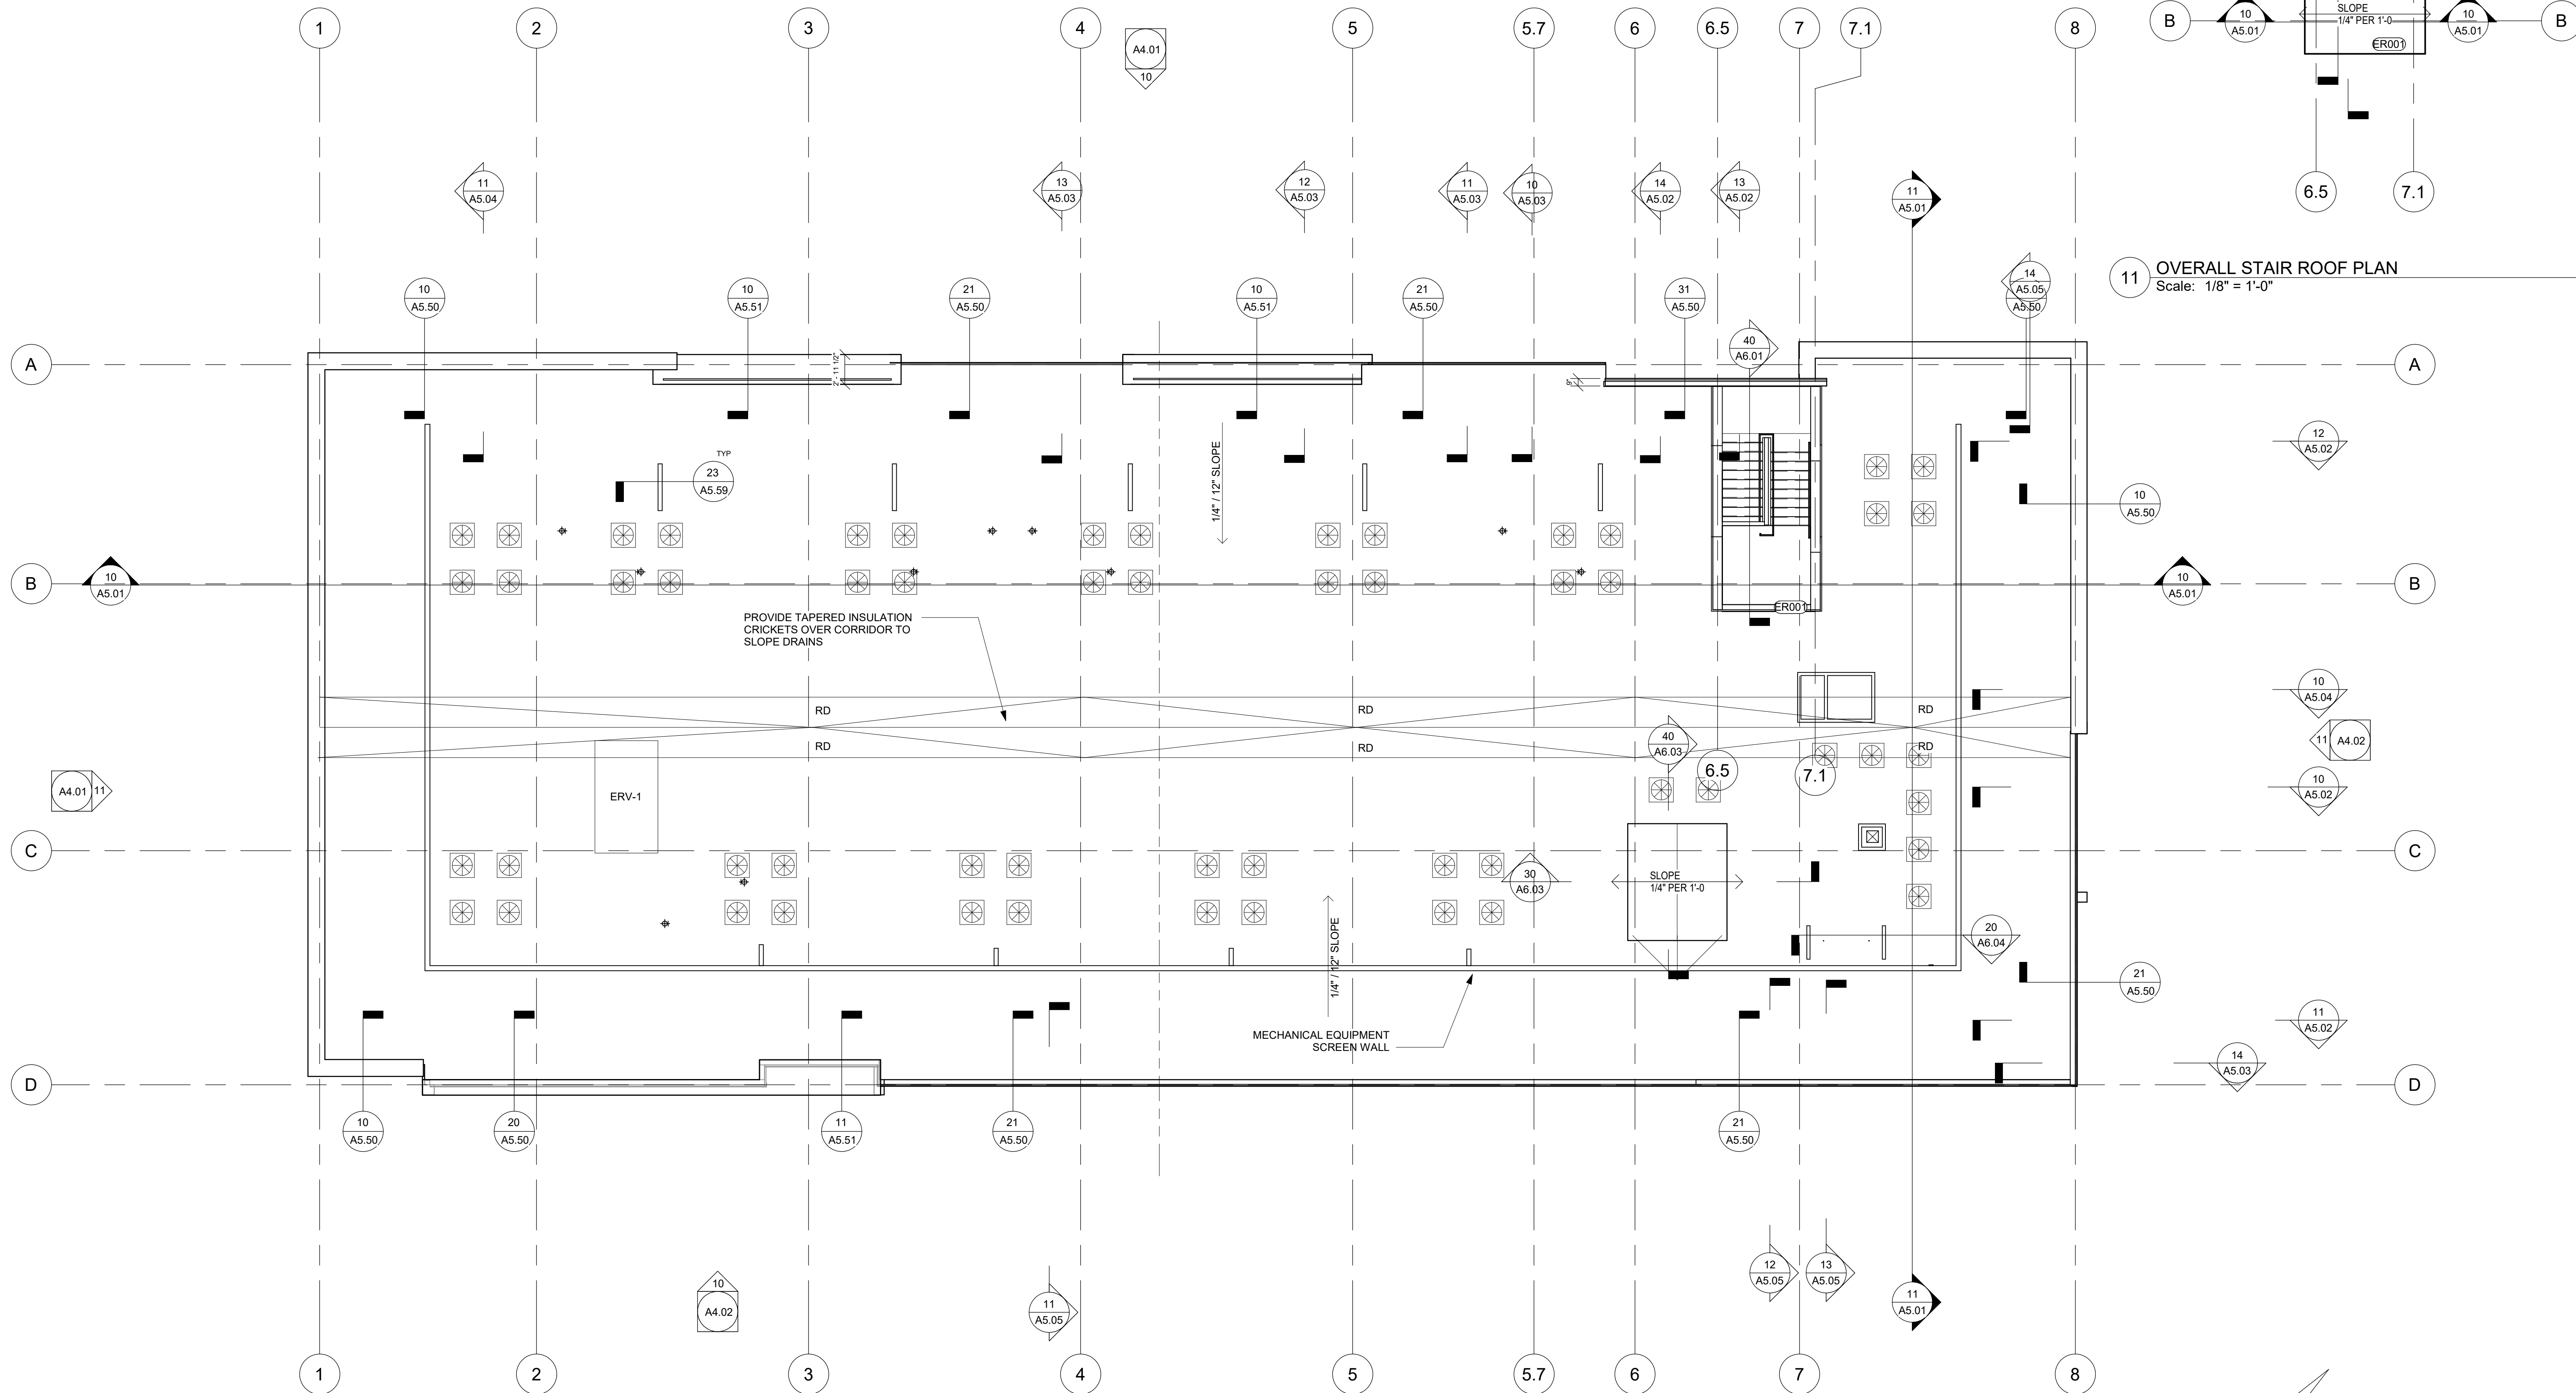 1
2
3
4
5
5.7
6
6.5
7
7.1
8
A4.01
10
B
10
A5.01
SLOPE
1/4" PER 1'-0
ER001
10
A5.01
B
6.5
7.1
11
A5.04
13
A5.03
12
A5.03
11
A5.03
10
A5.03
14
A5.02
13
A5.02
11
A5.01
11
OVERALL STAIR ROOF PLAN
Scale: 1/8" = 1'-0"
10
A5.50
10
A5.51
21
A5.50
10
A5.51
21
A5.50
31
A5.50
14
A5.05
A5.50
40
A6.01
A
2' - 11 1/2"
9"
A
12
A5.02
TYP
23
A5.59
1/4" / 12" SLOPE
10
A5.50
B
10
A5.01
10
A5.01
B
ER001
PROVIDE TAPERED INSULATION
CRICKETS OVER CORRIDOR TO
SLOPE DRAINS
RD
RD
RD
RD
RD
RD
10
A5.04
11
A4.02
40
A6.03
6.5
7.1
10
A5.02
A4.01
11
ERV-1
C
C
30
A6.03
SLOPE
1/4" PER 1'-0
1/4" / 12" SLOPE
20
A6.04
21
A5.50
MECHANICAL EQUIPMENT
SCREEN WALL
11
A5.02
14
A5.03
D
D
10
A5.50
20
A5.50
11
A5.51
21
A5.50
21
A5.50
10
A4.02
11
A5.05
12
A5.05
13
A5.05
11
A5.01
1
2
3
4
5
5.7
6
7
8